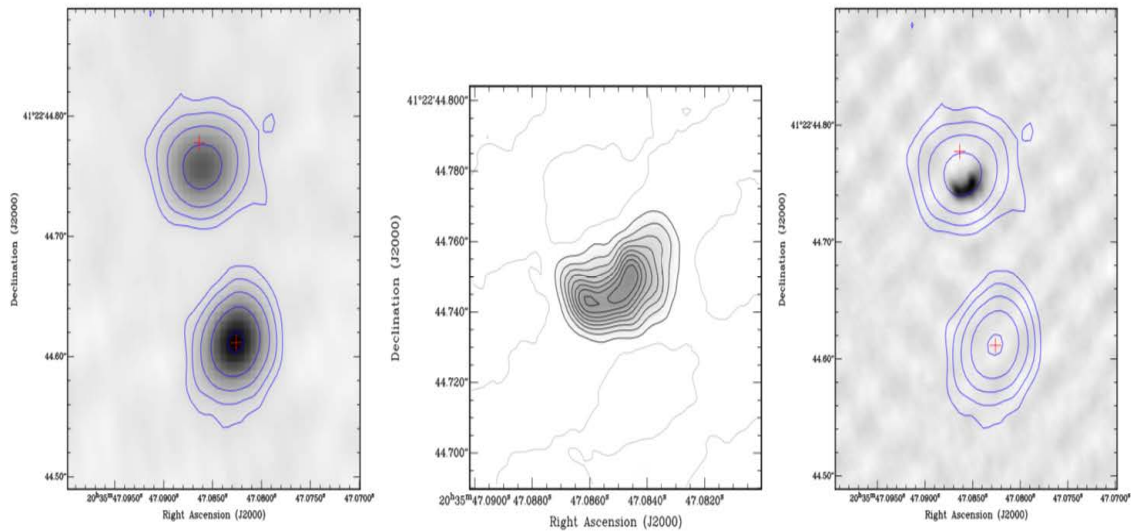 41°22'44.80"
44.70"
44.60"
44.50"
Declination (J2000)
20ʰ35ᵐ47.0950ˢ 47.0900ˢ 47.0850ˢ 47.0800ˢ 47.0750ˢ 47.0700ˢ
Right Ascension (J2000)
41°22'44.800"
44.780"
44.760"
44.740"
44.720"
44.700"
Declination (J2000)
20ʰ35ᵐ47.0900ˢ 47.0880ˢ 47.0860ˢ 47.0840ˢ 47.0820ˢ
Right Ascension (J2000)
41°22'44.80"
44.70"
44.60"
44.50"
Declination (J2000)
20ʰ35ᵐ47.0950ˢ 47.0900ˢ 47.0850ˢ 47.0800ˢ 47.0750ˢ 47.0700ˢ
Right Ascension (J2000)